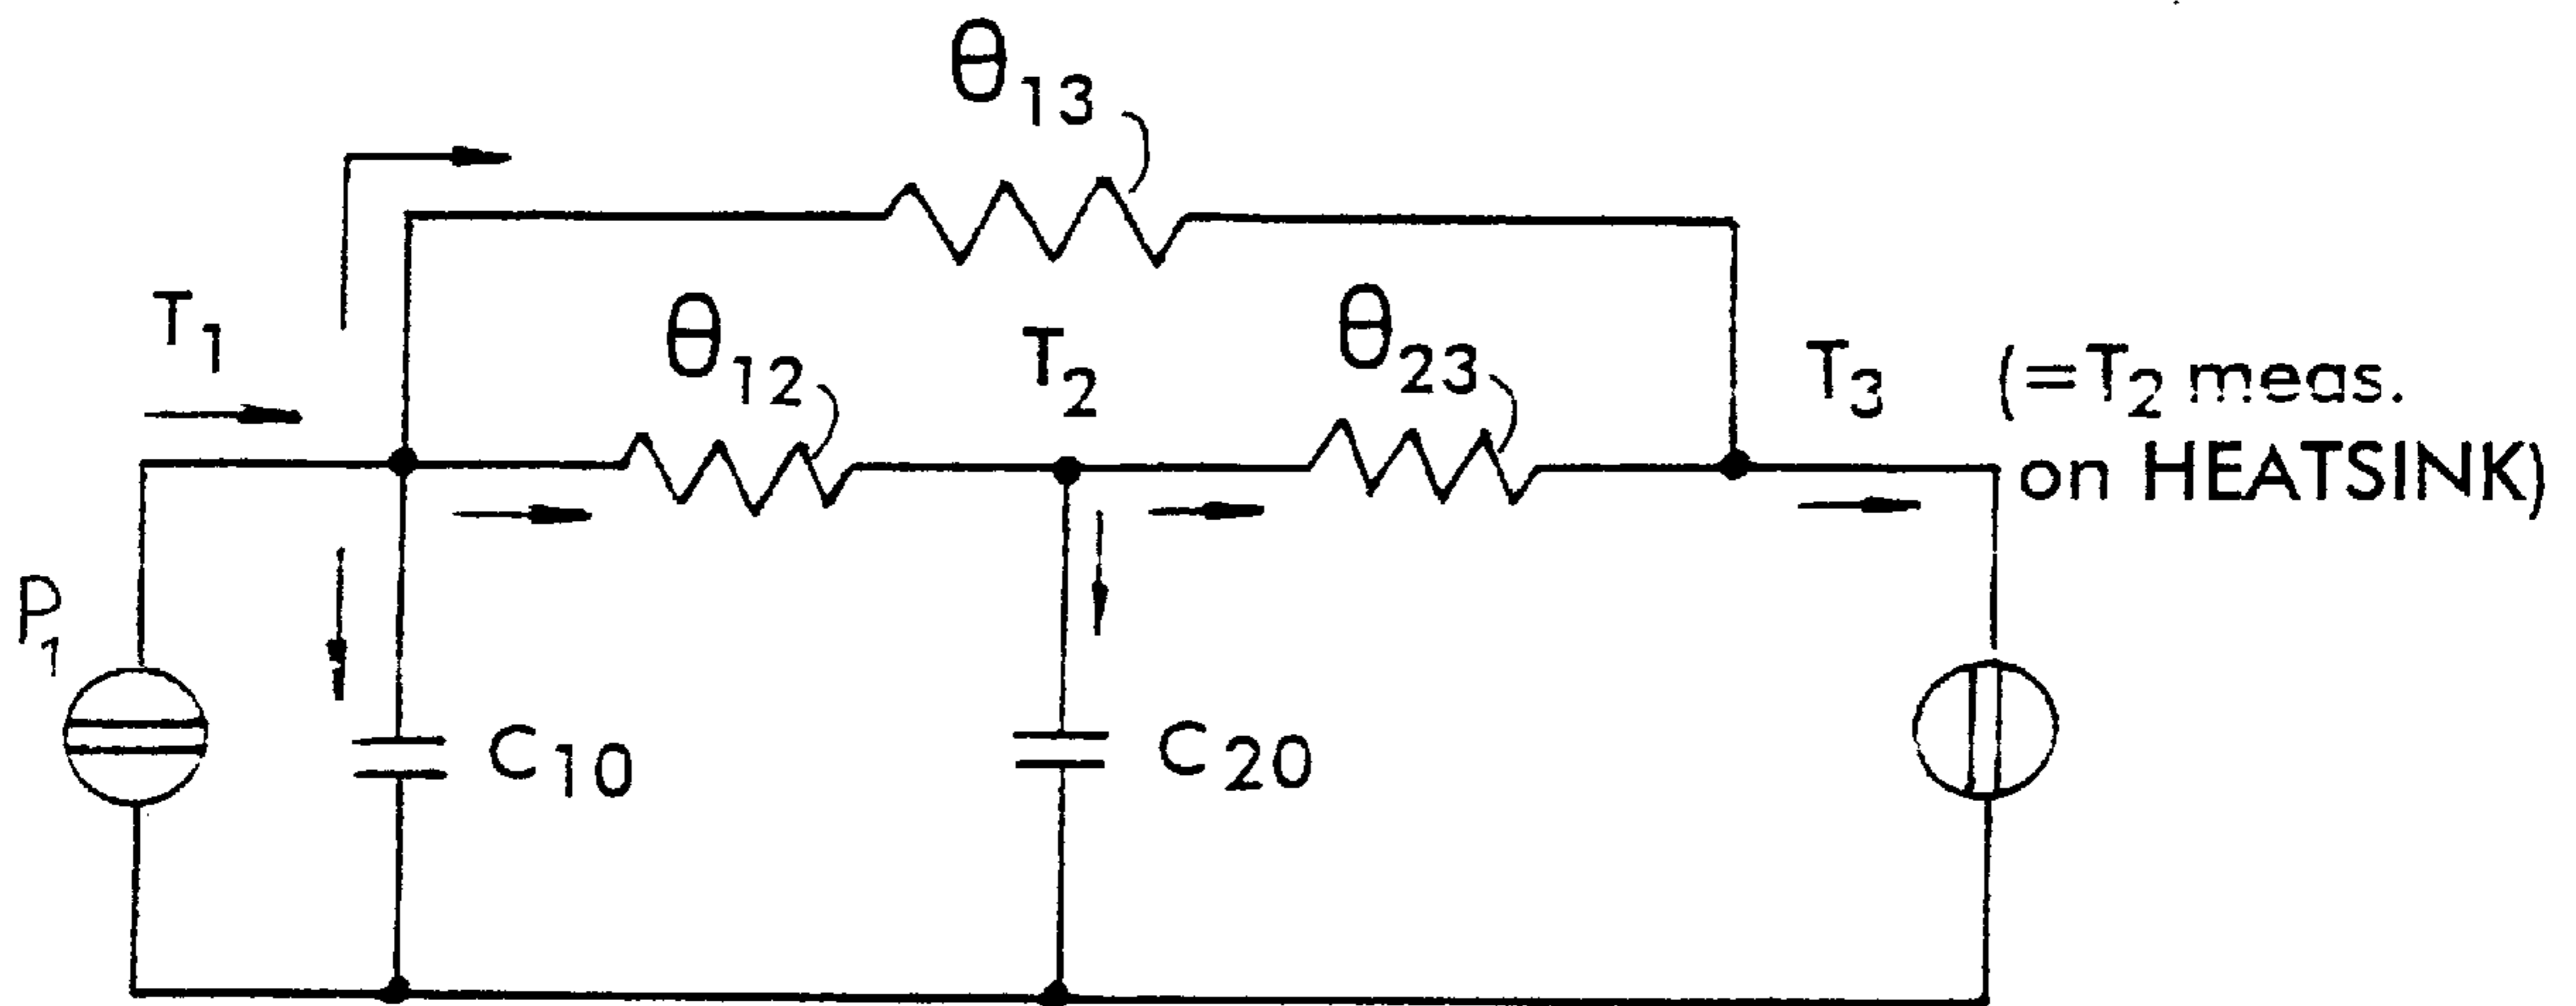 θ13
T1
θ12
T2
θ23
T3 (=T2 meas.
on HEATSINK)
P1
C10
C20